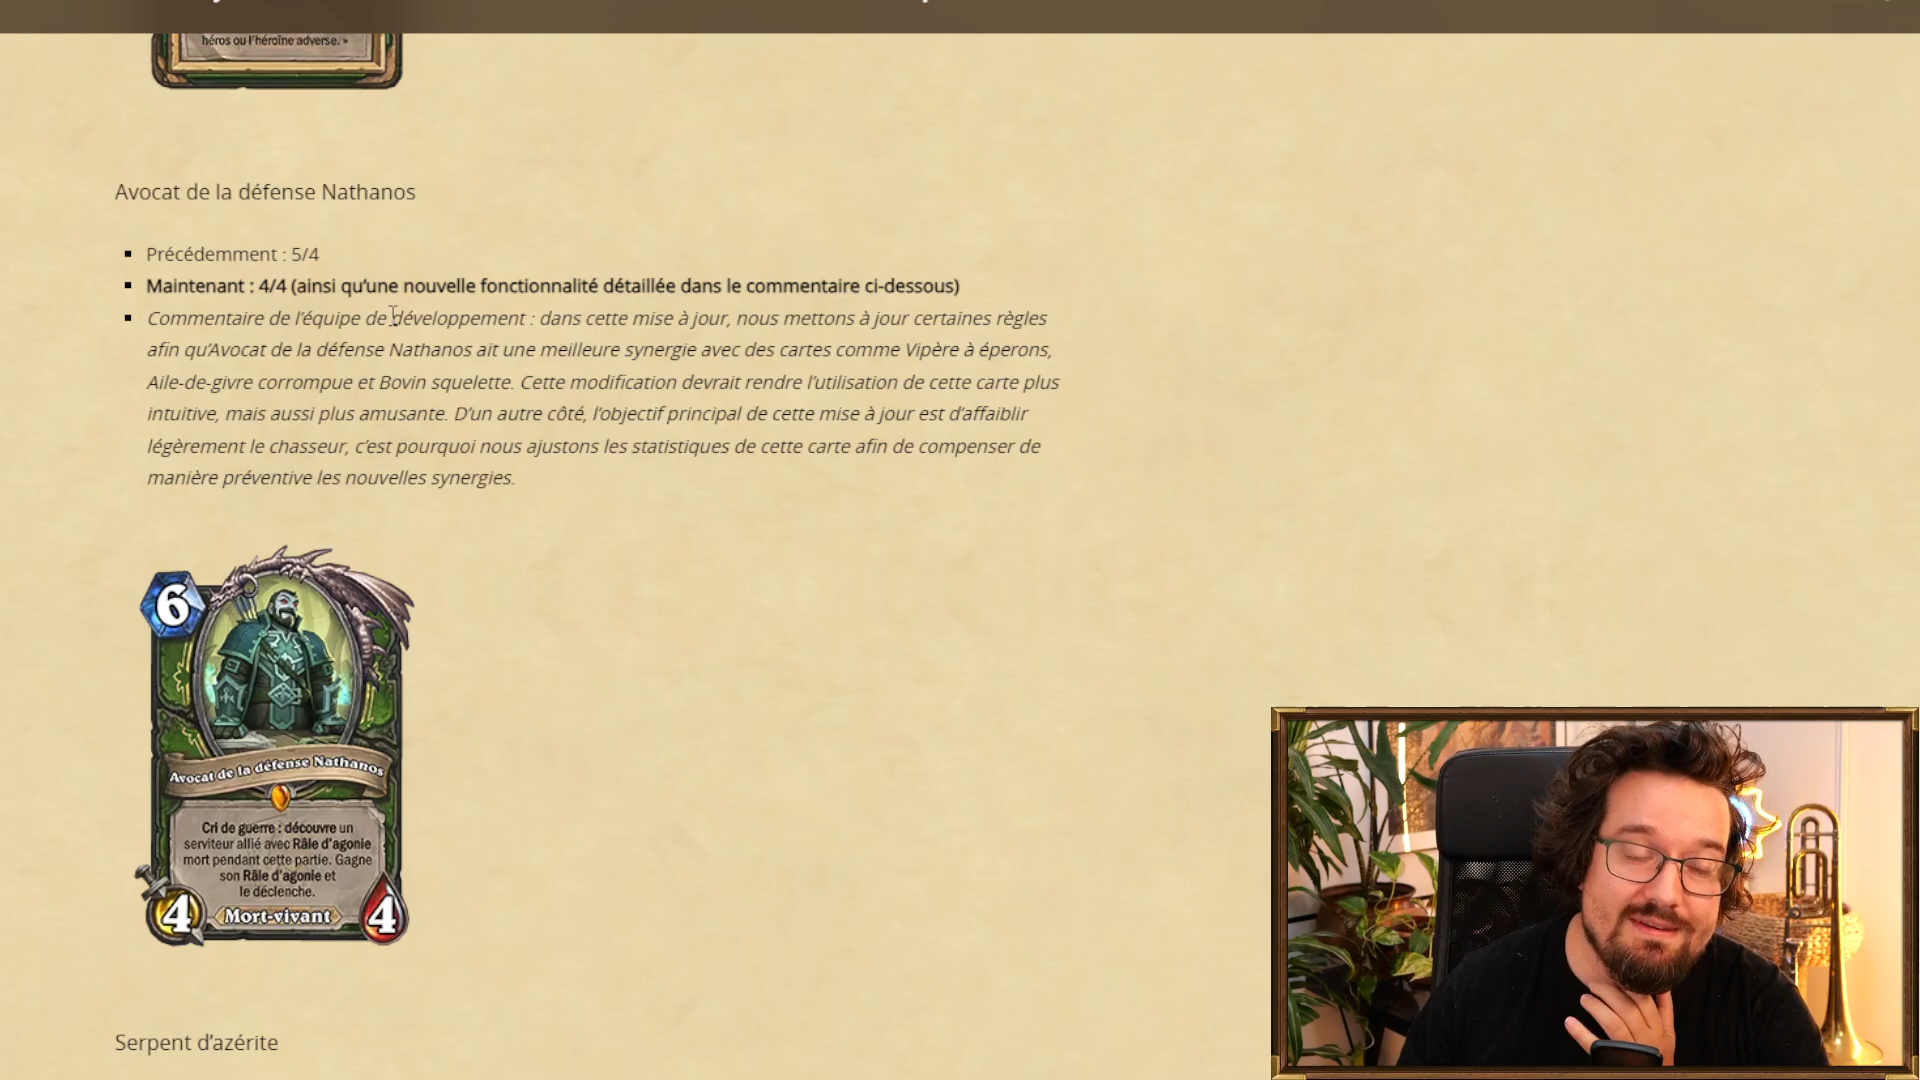 héros ou l'héroïne adverse. »
Avocat de la défense Nathanos
Précédemment : 5/4
Maintenant : 4/4 (ainsi qu'une nouvelle fonctionnalité détaillée dans le commentaire ci-dessous)
Commentaire de l'équipe de développement : dans cette mise à jour, nous mettons à jour certaines règles
afin qu'Avocat de la défense Nathanos ait une meilleure synergie avec des cartes comme Vipère à éperons,
Aile-de-givre corrompue et Bovin squelette. Cette modification devrait rendre l'utilisation de cette carte plus
intuitive, mais aussi plus amusante. D'un autre côté, l'objectif principal de cette mise à jour est d'affaiblir
légèrement le chasseur, c'est pourquoi nous ajustons les statistiques de cette carte afin de compenser de
manière préventive les nouvelles synergies.
6
Avocat de la défense Nathanos
Cri de guerre : découvre un
serviteur allié avec Râle d'agonie
mort pendant cette partie. Gagne
son Râle d'agonie et
le déclenche.
4 Mort-vivant 4
Serpent d'azérite